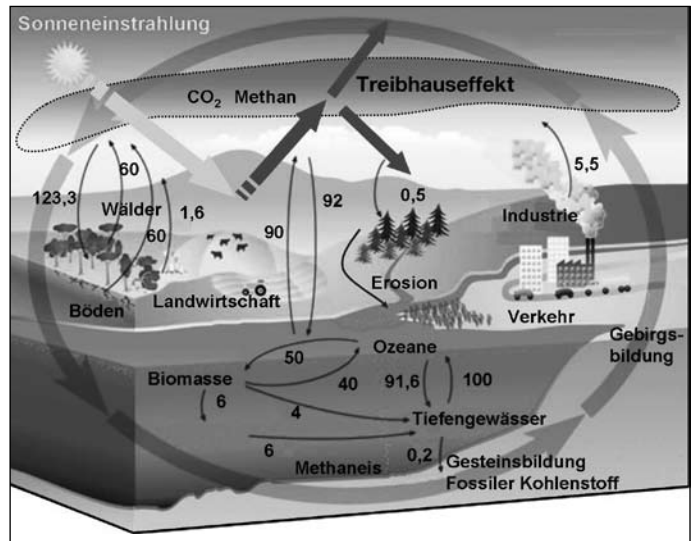 Sonneneinstrahlung
CO₂ Methan
Treibhauseffekt
60
5,5
123,3
Wälder
1,6
92
0,5
Industrie
60
90
Böden
Landwirtschaft
Erosion
Verkehr
Gebirgs-
bildung
50
Ozeane
Biomasse
40
91,6
100
6
4
Tiefengewässer
6
Methaneis
0,2
Gesteinsbildung
Fossiler Kohlenstoff